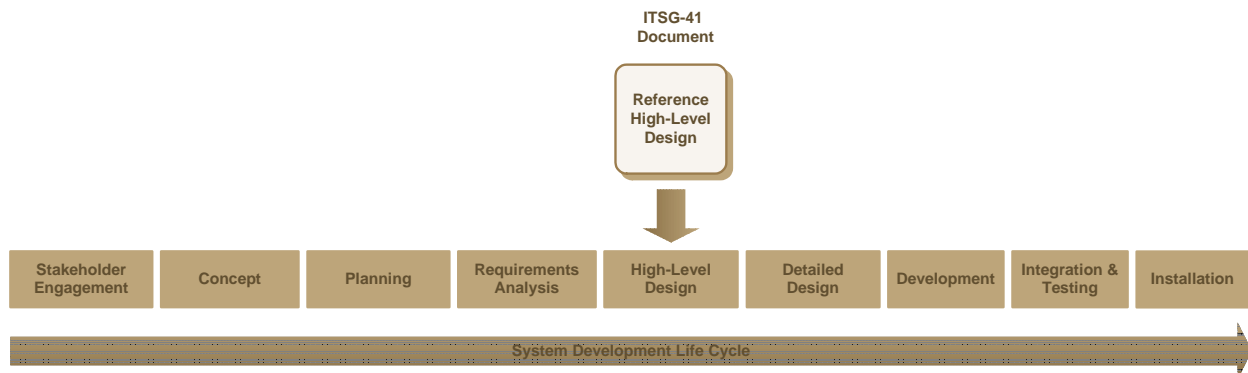 ITSG-41
Document
Reference
High-Level
Design
Stakeholder
Engagement
Concept
Planning
Requirements
Analysis
High-Level
Design
Detailed
Design
Development
Integration &
Testing
Installation
System Development Life Cycle